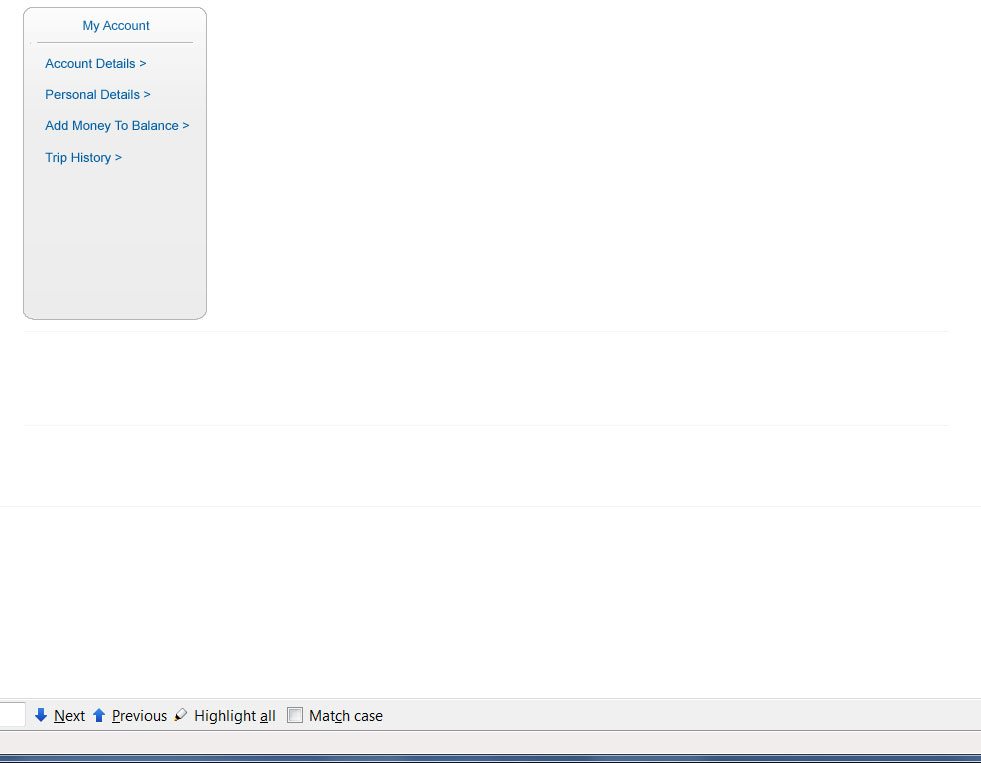 My Account
Account Details >
Personal Details >
Add Money To Balance >
Trip History >
Next Previous Highlight all Match case